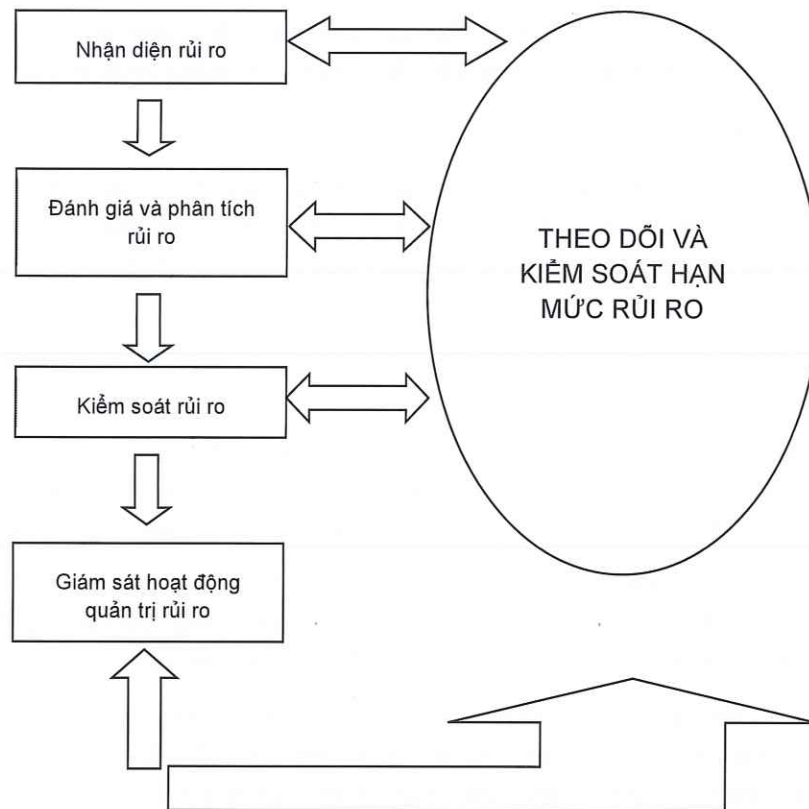 Nhận diện rủi ro
Đánh giá và phân tích
rủi ro
Kiểm soát rủi ro
Giám sát hoạt động
quản trị rủi ro
THEO DÕI VÀ
KIỂM SOÁT HẠN
MỨC RỦI RO